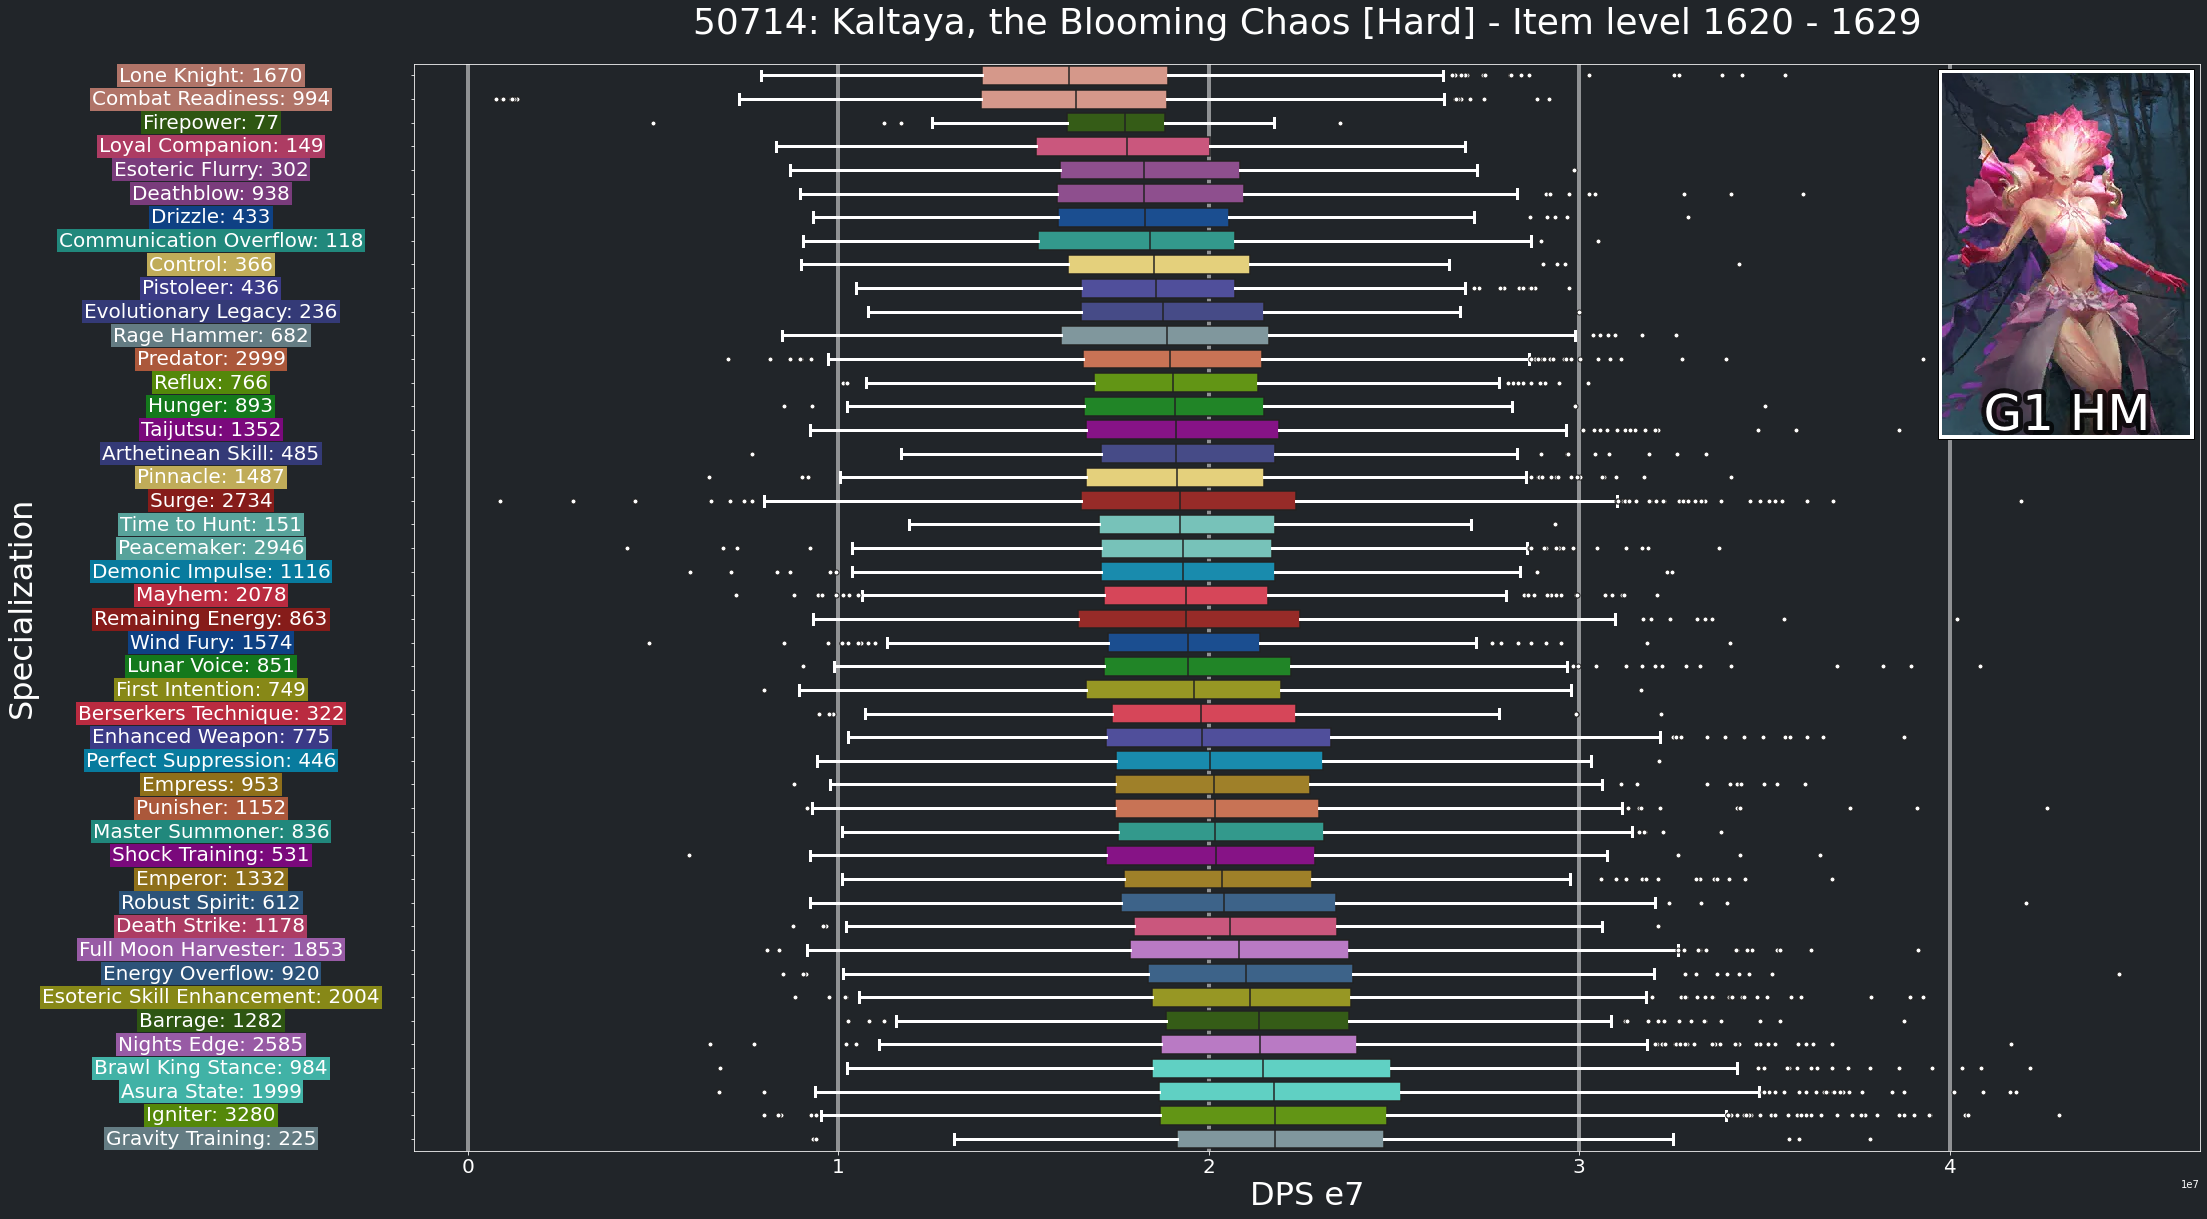 50714: Kaltaya, the Blooming Chaos [Hard] - Item level 1620 - 1629
Lone Knight: 1670
Combat Readiness: 994
Firepower: 77
Loyal Companion: 149
Esoteric Flurry: 302
Deathblow: 938
Drizzle: 433
Communication Overflow: 118
Control: 366
Pistoleer: 436
Evolutionary Legacy: 236
Rage Hammer: 682
Predator: 2999
Reflux: 766
Hunger: 893
Taijutsu: 1352
Arthetinean Skill: 485
Pinnacle: 1487
Surge: 2734
Time to Hunt: 151
Peacemaker: 2946
Demonic Impulse: 1116
Mayhem: 2078
Remaining Energy: 863
Wind Fury: 1574
Lunar Voice: 851
First Intention: 749
Berserkers Technique: 322
Enhanced Weapon: 775
Perfect Suppression: 446
Empress: 953
Punisher: 1152
Master Summoner: 836
Shock Training: 531
Emperor: 1332
Robust Spirit: 612
Death Strike: 1178
Full Moon Harvester: 1853
Energy Overflow: 920
Esoteric Skill Enhancement: 2004
Barrage: 1282
Nights Edge: 2585
Brawl King Stance: 984
Asura State: 1999
Igniter: 3280
Gravity Training: 225
Specialization
G1 HM
0 1 2 3 4
DPS e7
1e7